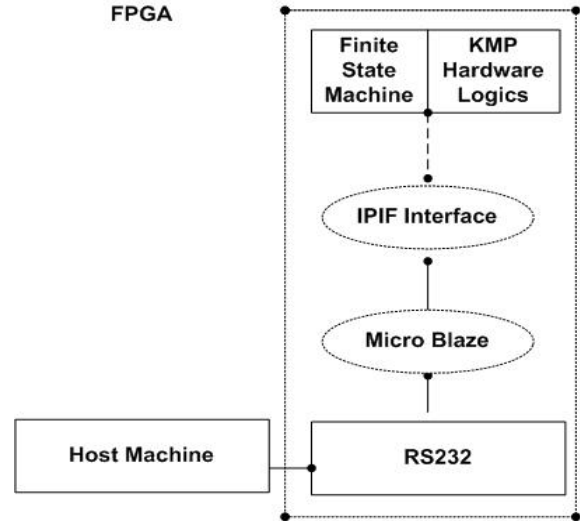 FPGA
Finite
State
Machine
KMP
Hardware
Logics
IPIF Interface
Micro Blaze
Host Machine
RS232